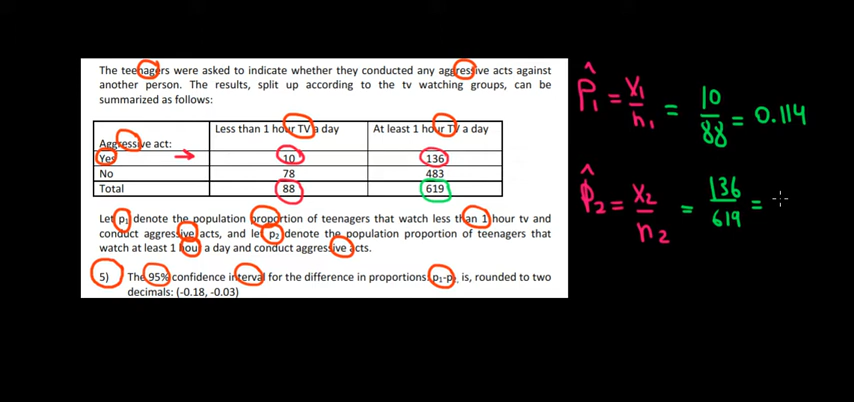 The teenagers were asked to indicate whether they conducted any aggressive acts against
another person. The results, split up according to the tv watching groups, can be
summarized as follows:
Less than 1 hour TV a day At least 1 hour TV a day
Aggressive act:
Yes 10 136
No 78 483
Total 88 619
Let p₁ denote the population proportion of teenagers that watch less than 1 hour tv and
conduct aggressive acts, and let p₂ denote the population proportion of teenagers that
watch at least 1 hour a day and conduct aggressive acts.
5) The 95% confidence interval for the difference in proportions, p₁-p₂, is, rounded to two
decimals: (-0.18, -0.03)
p̂₁ = x₁/n₁ = 10/88 = 0.114
p̂₂ = x₂/n₂ = 136/619 =